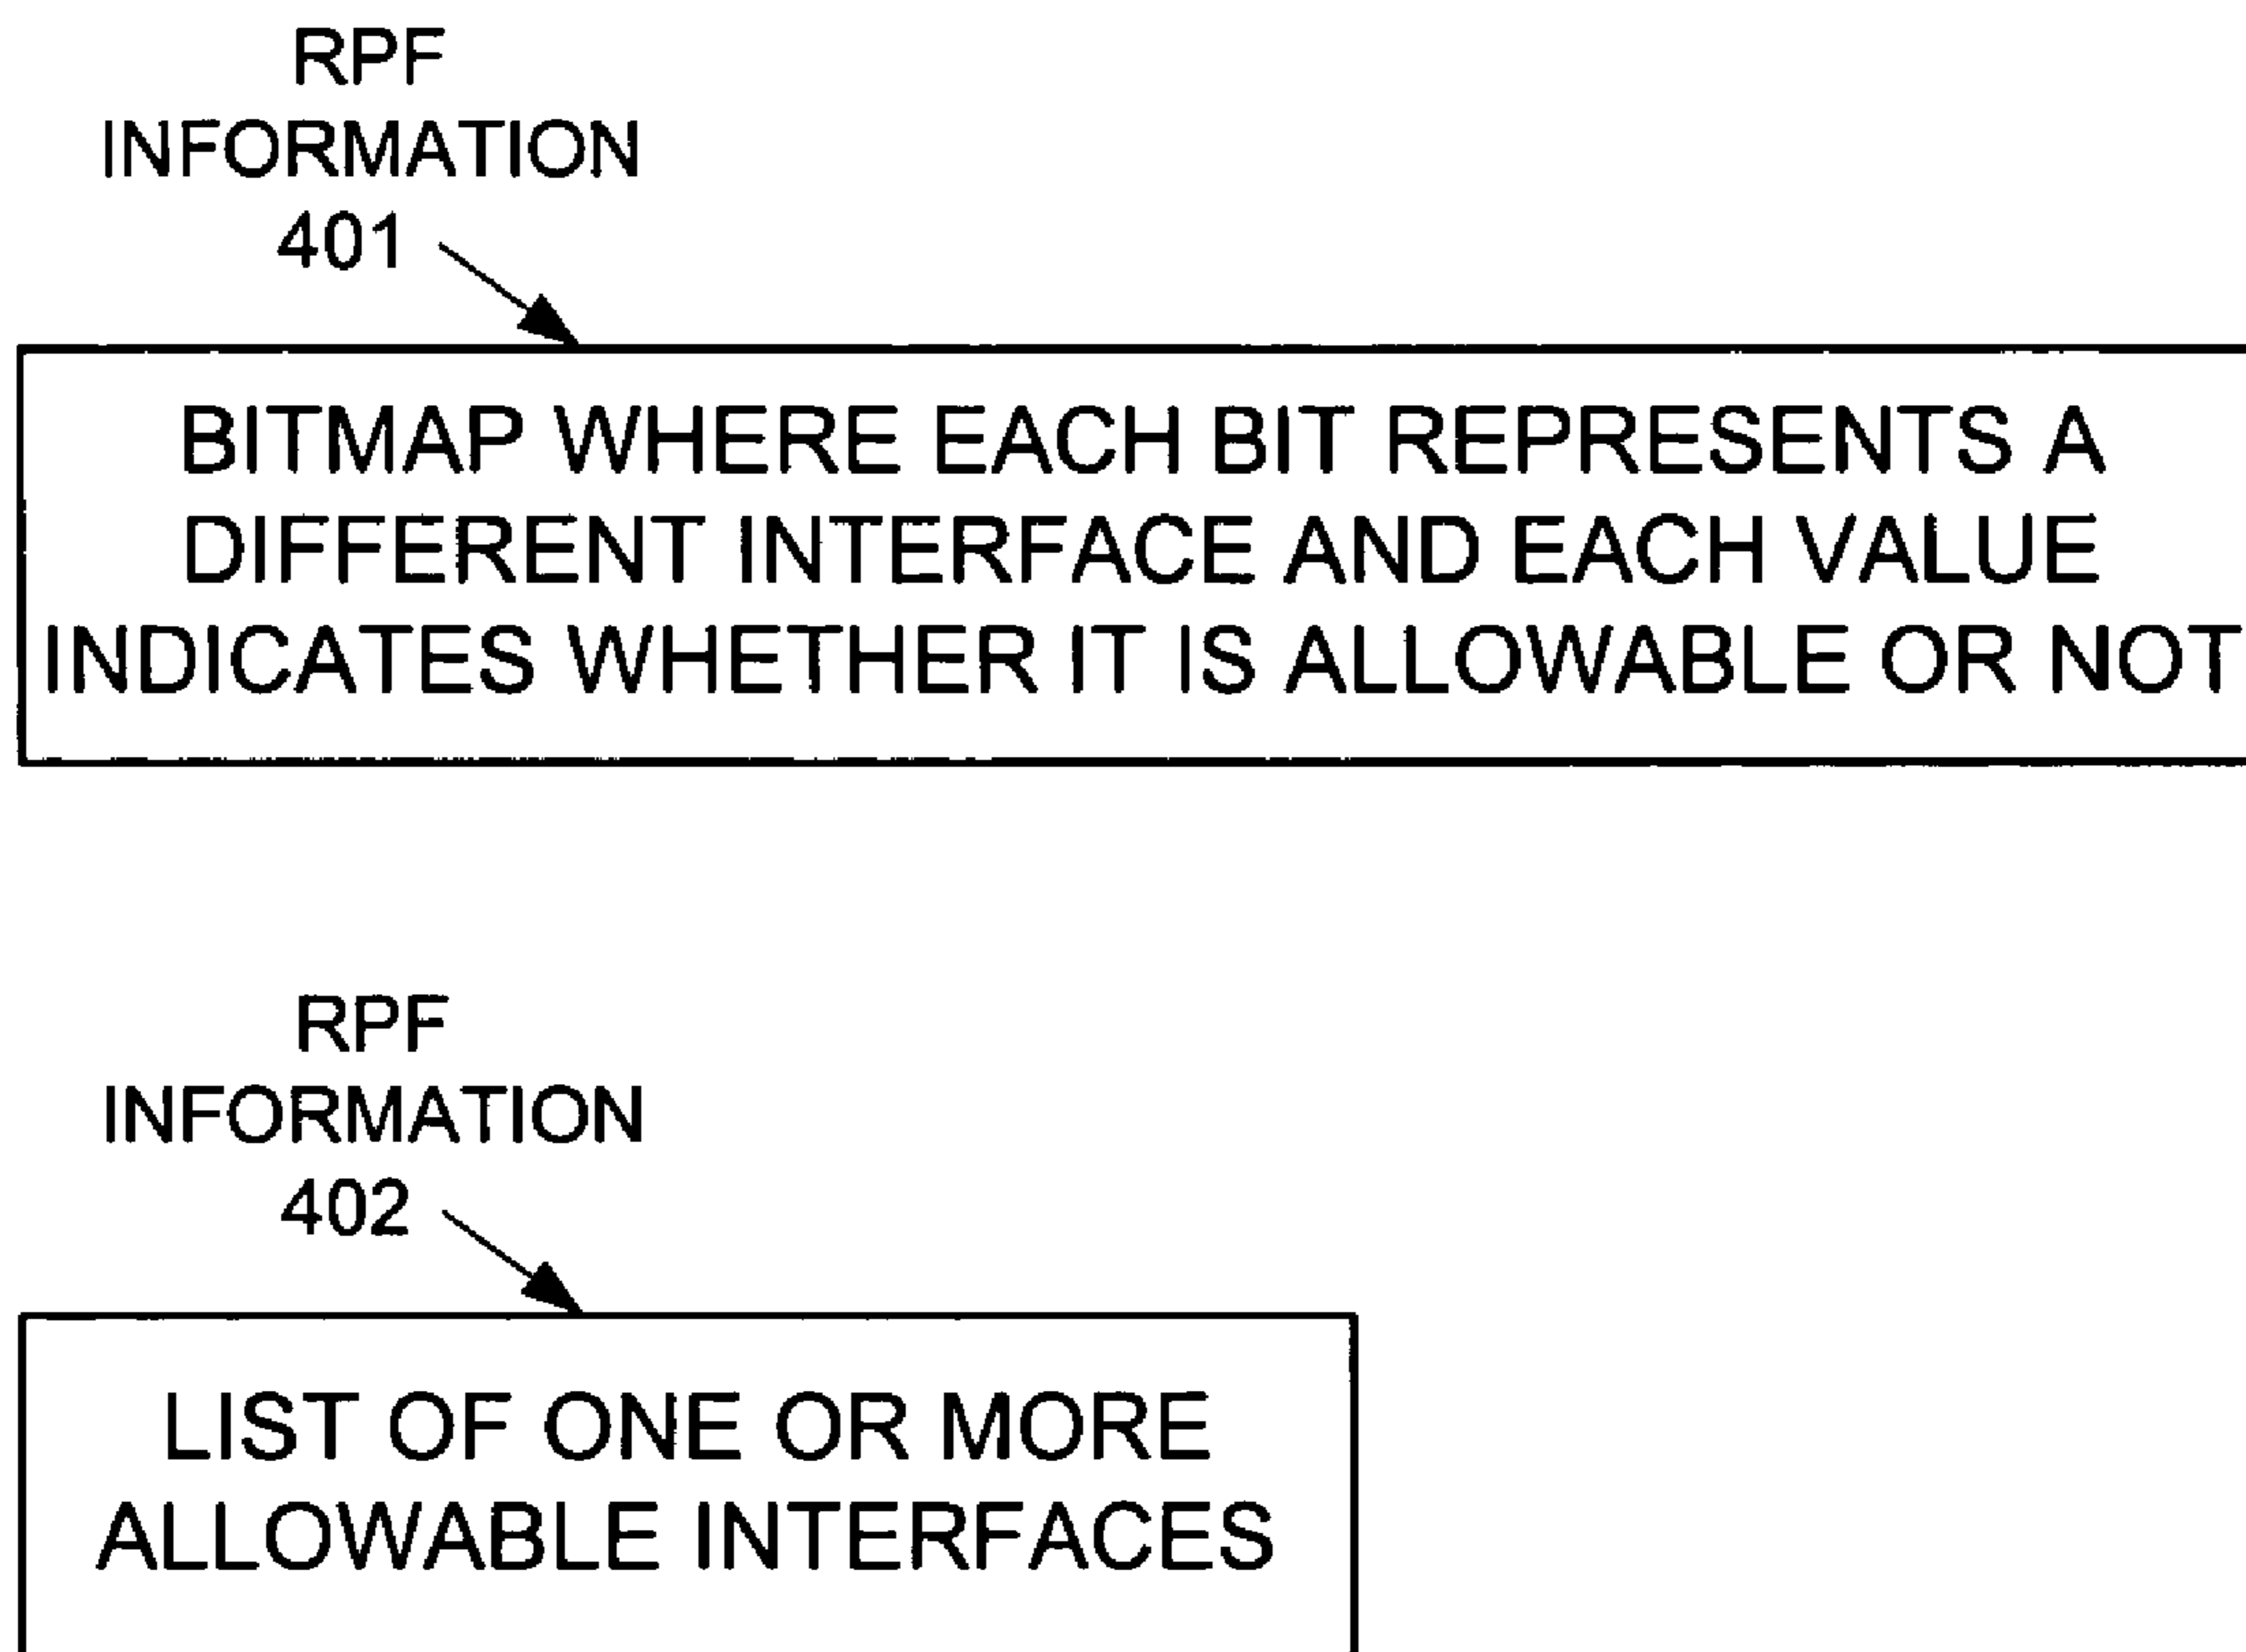 RPF
INFORMATION
401
BITMAP WHERE EACH BIT REPRESENTS A
DIFFERENT INTERFACE AND EACH VALUE
INDICATES WHETHER IT IS ALLOWABLE OR NOT
RPF
INFORMATION
402
LIST OF ONE OR MORE
ALLOWABLE INTERFACES